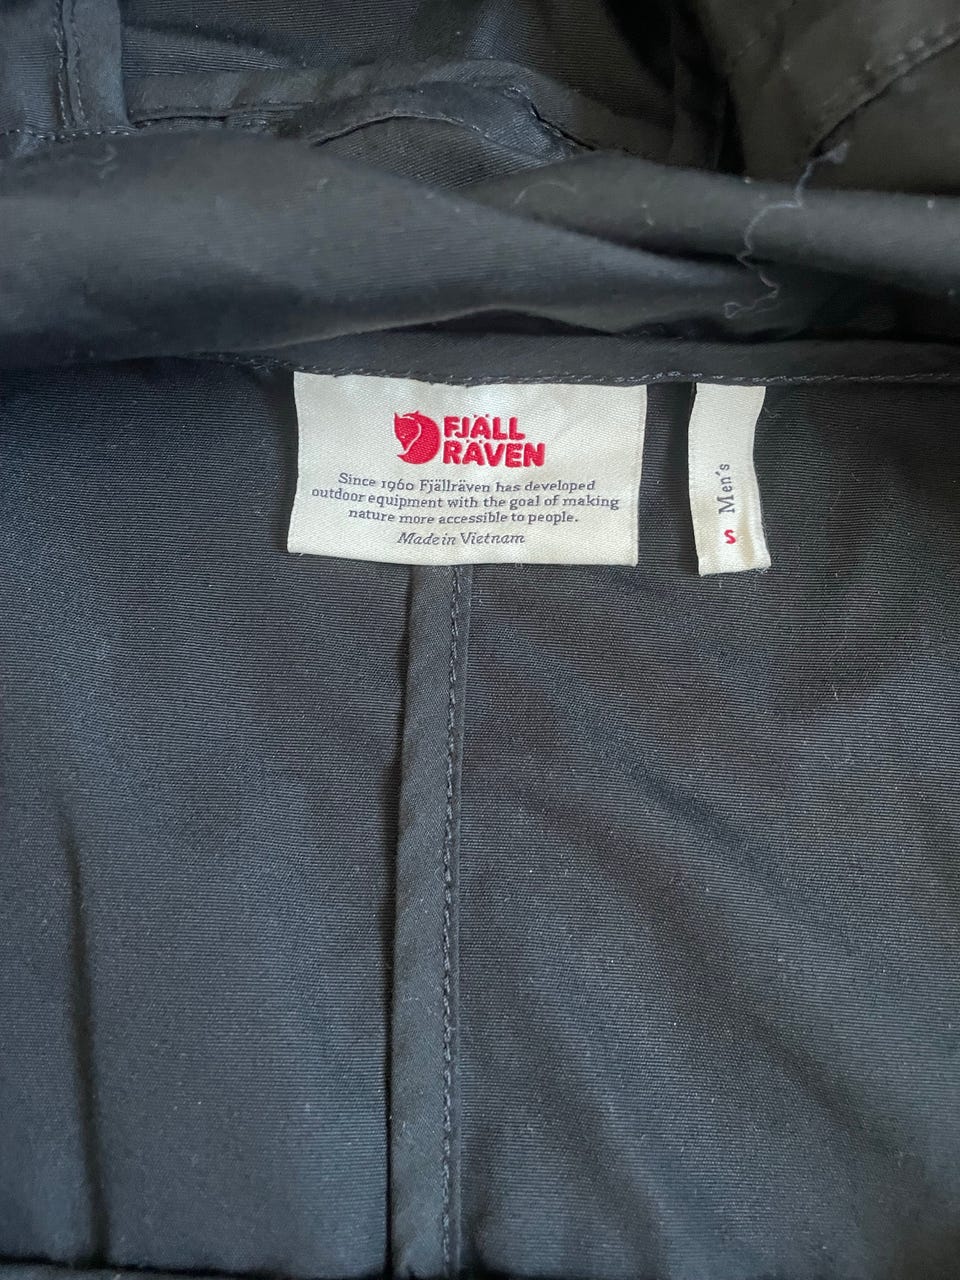 FJÄLL
RÄVEN
Since 1960 Fjällräven has developed
outdoor equipment with the goal of making
nature more accessible to people.
Made in Vietnam
Men's
S